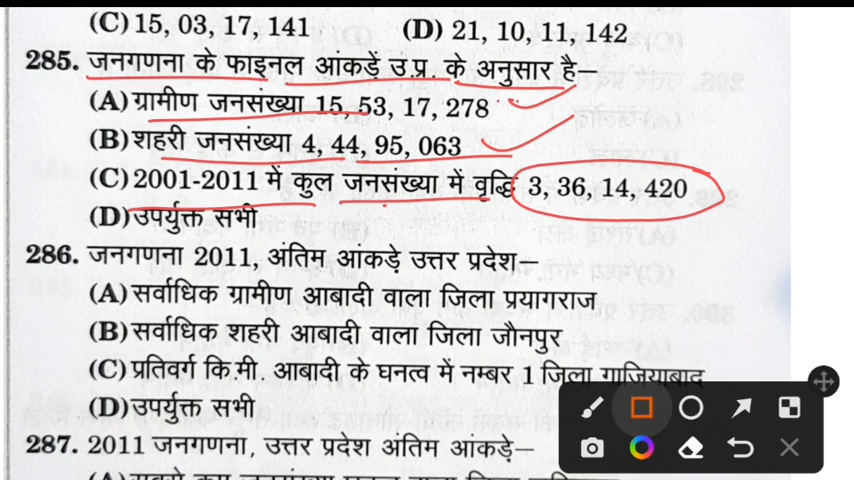 (C) 15, 03, 17, 141 (D) 21, 10, 11, 142
285. जनगणना के फाइनल आकड़ें उ.प्र. के अनुसार है–
(A) ग्रामीण जनसंख्या 15, 53, 17, 278
(B) शहरी जनसंख्या 4, 44, 95, 063
(C) 2001-2011 में कुल जनसंख्या में वृद्धि 3, 36, 14, 420
(D) उपर्युक्त सभी
286. जनगणना 2011, अंतिम आंकड़े उत्तर प्रदेश–
(A) सर्वाधिक ग्रामीण आबादी वाला जिला प्रयागराज
(B) सर्वाधिक शहरी आबादी वाला जिला जौनपुर
(C) प्रतिवर्ग कि.मी. आबादी के घनत्व में नम्बर 1 जिला गाजियाबाद
(D) उपर्युक्त सभी
287. 2011 जनगणना, उत्तर प्रदेश अंतिम आंकड़े–